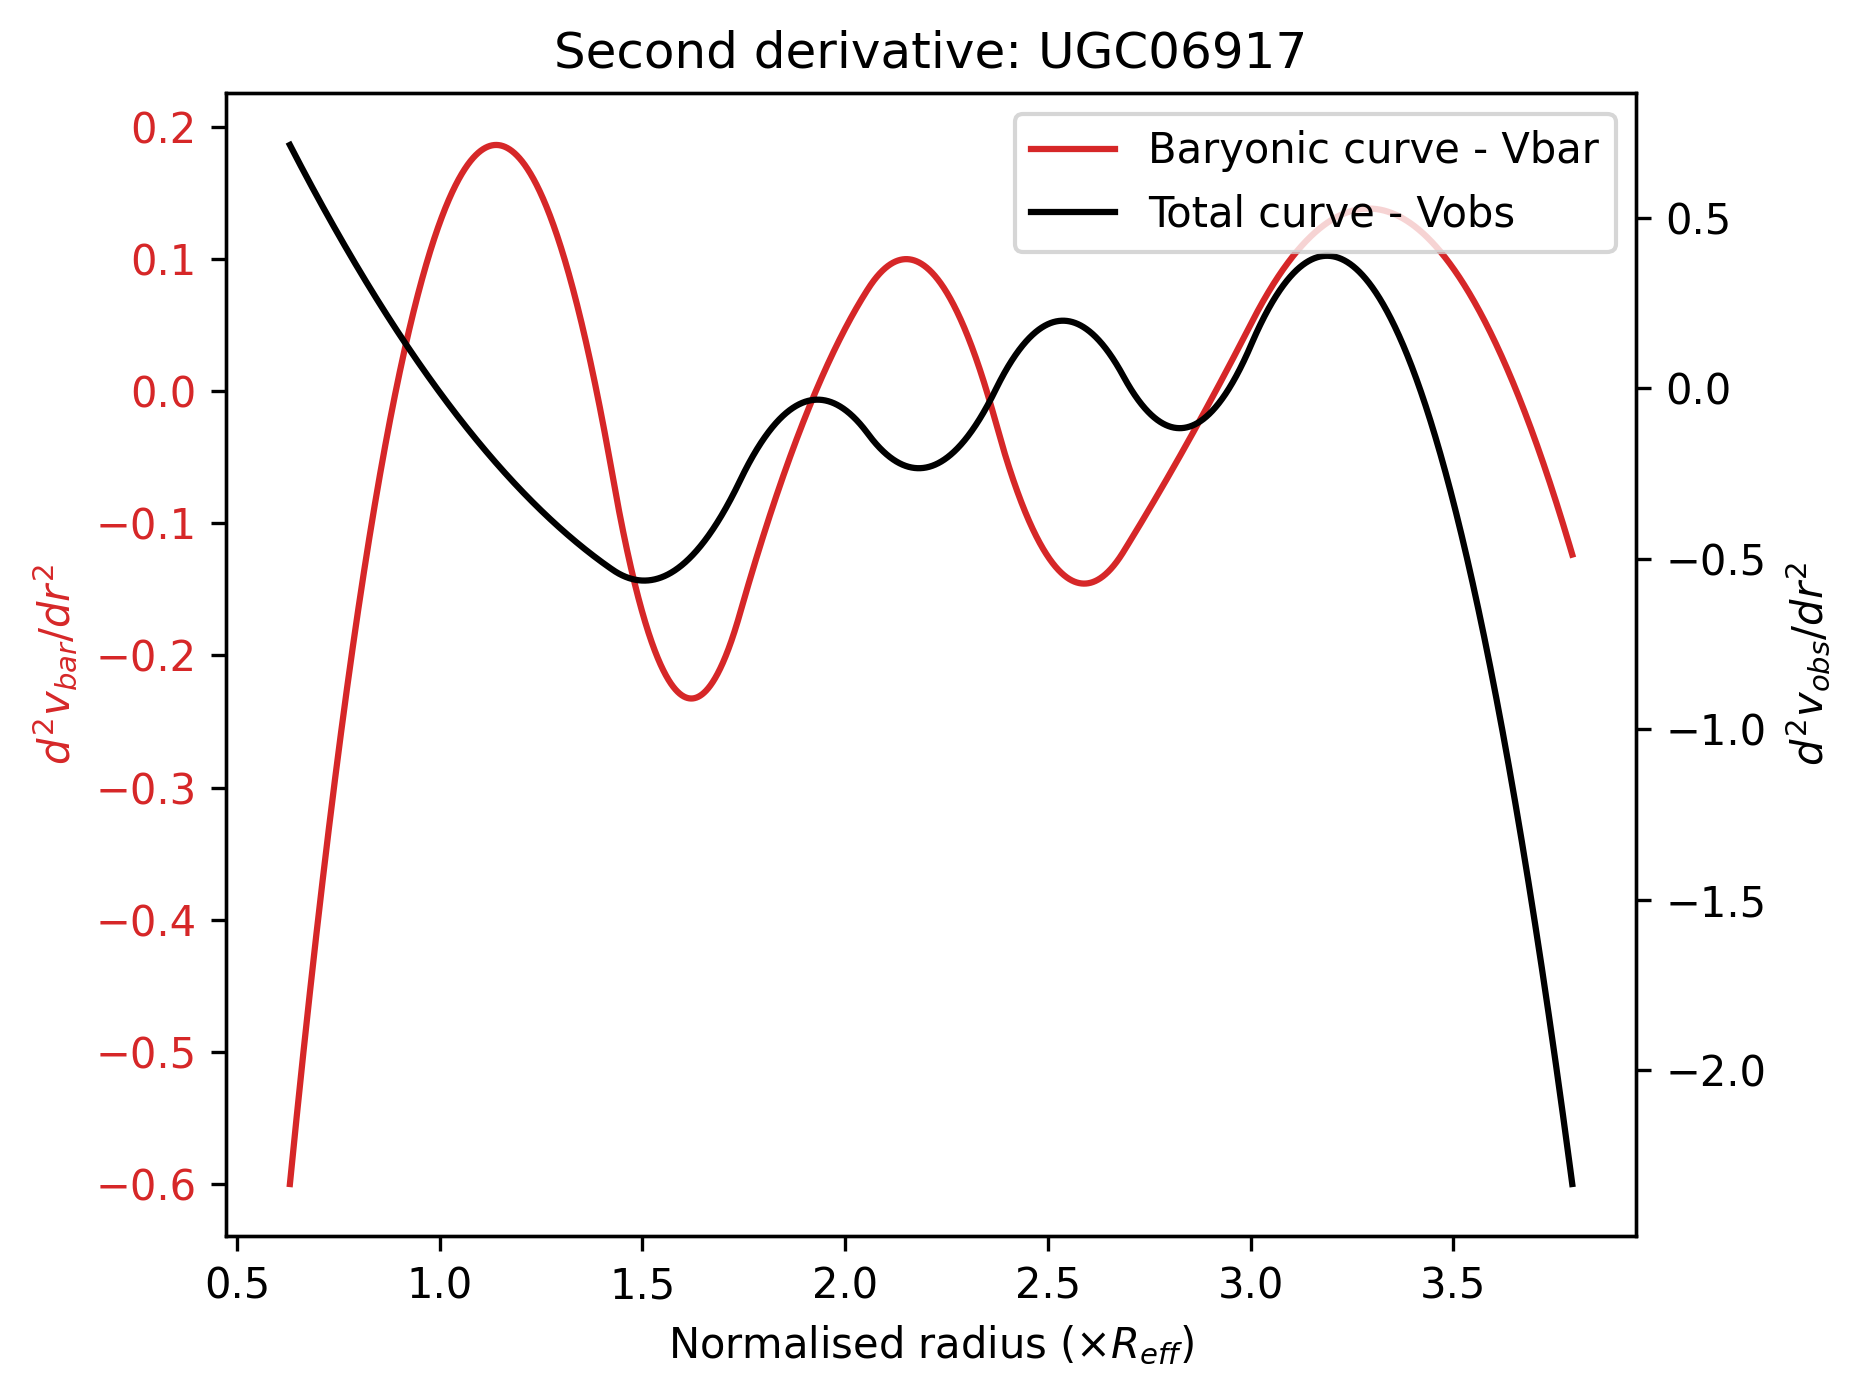 Second derivative: UGC06917
Baryonic curve - Vbar
Total curve - Vobs
0.2
0.1
0.0
−0.1
−0.2
−0.3
−0.4
−0.5
−0.6
d²v_bar/dr²
0.5
0.0
−0.5
−1.0
−1.5
−2.0
d²v_obs/dr²
0.5 1.0 1.5 2.0 2.5 3.0 3.5
Normalised radius (×R_eff)